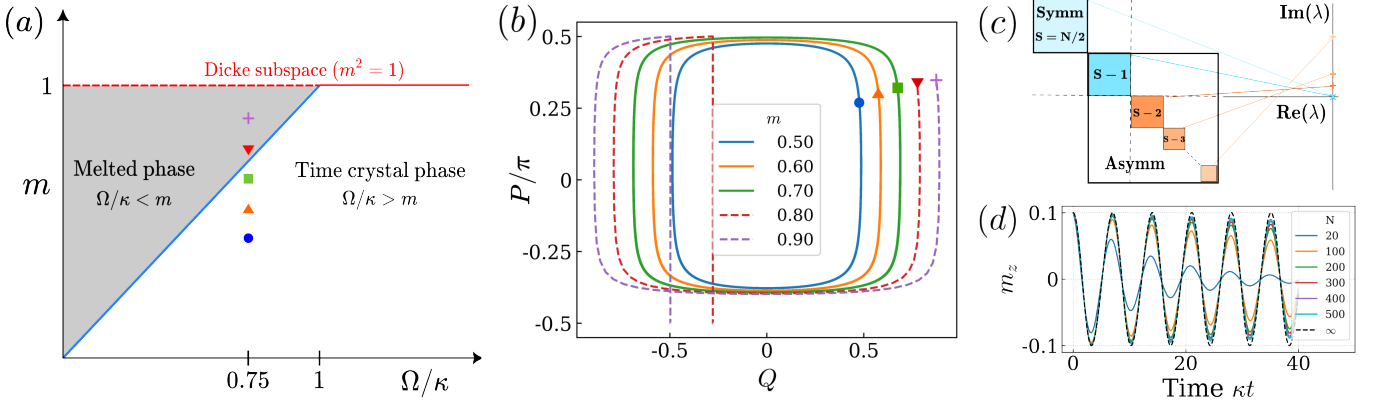 (a)
m
1
Dicke subspace (m² = 1)
Melted phase
Ω/κ < m
Time crystal phase
Ω/κ > m
0.75
1
Ω/κ
(b)
P/π
0.5
0.25
0
-0.25
-0.5
m
0.50
0.60
0.70
0.80
0.90
-0.5
0
0.5
Q
(c)
Symm
S = N/2
S − 1
S − 2
S − 3
Asymm
Im(λ)
Re(λ)
(d)
m_z
0.1
0
-0.1
N
20
100
200
300
400
500
∞
0
20
40
Time κt